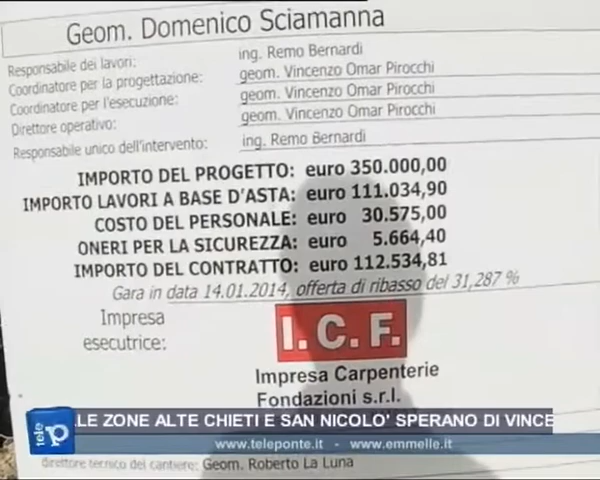 Geom. Domenico Sciamanna
Responsabile dei lavori: ing. Remo Bernardi
Coordinatore per la progettazione: geom. Vincenzo Omar Pirocchi
Coordinatore per l'esecuzione: geom. Vincenzo Omar Pirocchi
Direttore operativo: geom. Vincenzo Omar Pirocchi
Responsabile unico dell'intervento: ing. Remo Bernardi
IMPORTO DEL PROGETTO: euro 350.000,00
IMPORTO LAVORI A BASE D'ASTA: euro 111.034,90
COSTO DEL PERSONALE: euro 30.575,00
ONERI PER LA SICUREZZA: euro 5.664,40
IMPORTO DEL CONTRATTO: euro 112.534,81
Gara in data 14.01.2014, offerta di ribasso del 31,287 %
Impresa
esecutrice:
I.C.F.
Impresa Carpenterie
Fondazioni s.r.l.
LE ZONE ALTE CHIETI E SAN NICOLO' SPERANO DI VINCE
tele p
www.teleponte.it - www.emmelle.it
direttore tecnico del cantiere: Geom. Roberto La Luna